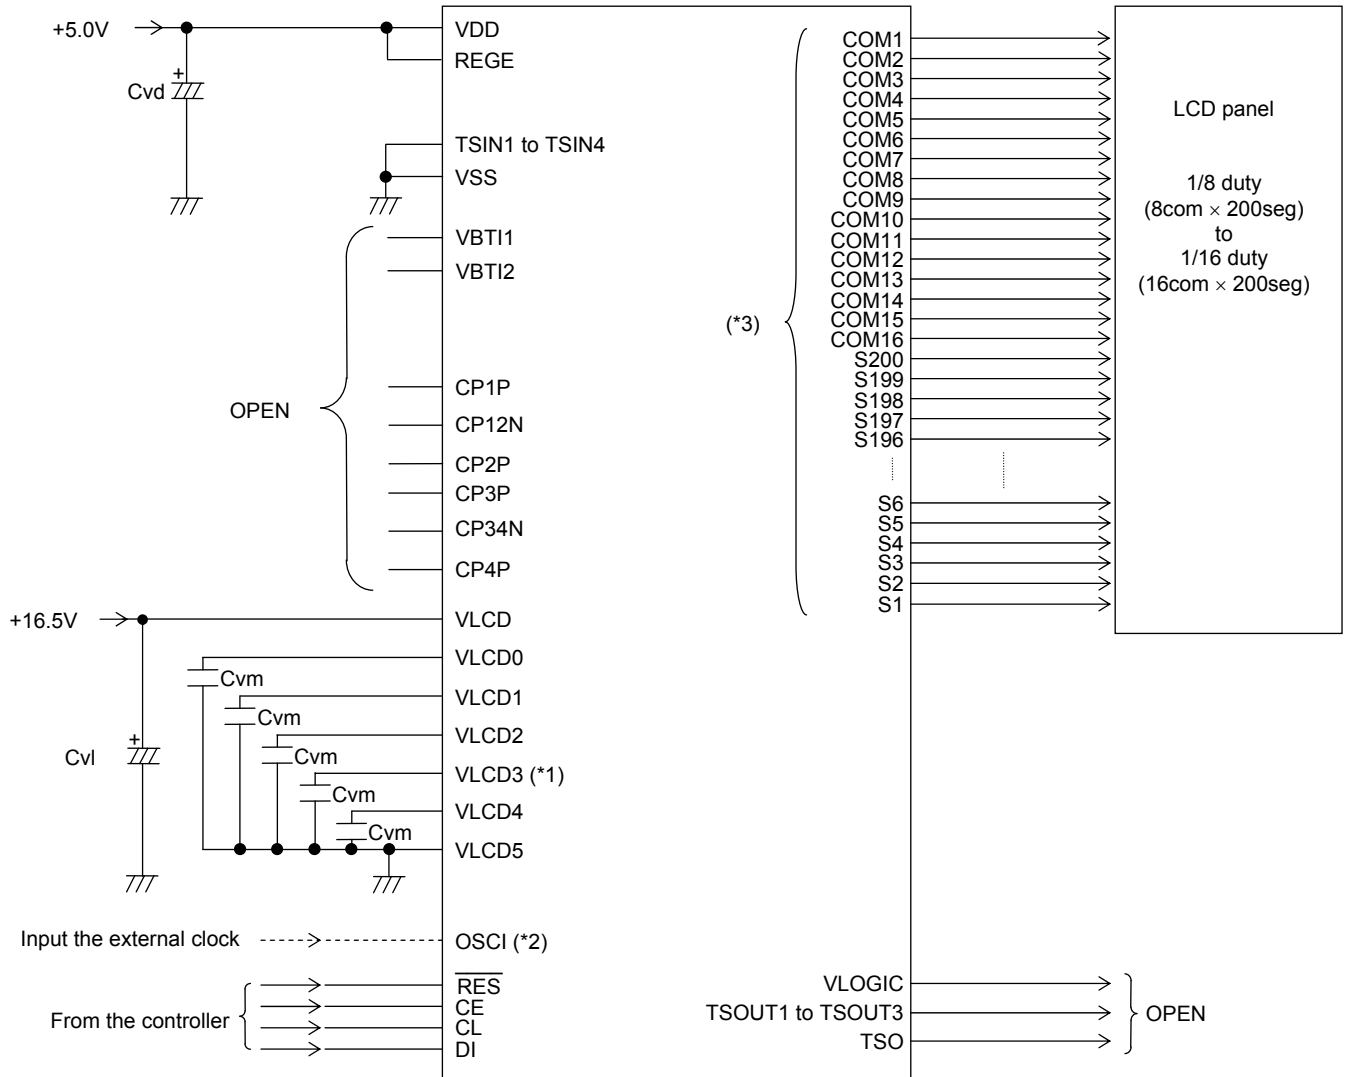 +5.0V
Cvd
+
VDD
REGE
TSIN1 to TSIN4
VSS
VBTI1
VBTI2
OPEN
CP1P
CP12N
CP2P
CP3P
CP34N
CP4P
+16.5V
VLCD
VLCD0
Cvm
VLCD1
Cvm
VLCD2
Cvm
VLCD3 (*1)
Cvm
VLCD4
Cvm
VLCD5
Cvl
+
Input the external clock
OSCI (*2)
From the controller
RES
CE
CL
DI
(*3)
COM1
COM2
COM3
COM4
COM5
COM6
COM7
COM8
COM9
COM10
COM11
COM12
COM13
COM14
COM15
COM16
S200
S199
S198
S197
S196
S6
S5
S4
S3
S2
S1
LCD panel
1/8 duty
(8com × 200seg)
to
1/16 duty
(16com × 200seg)
VLOGIC
TSOUT1 to TSOUT3
TSO
OPEN